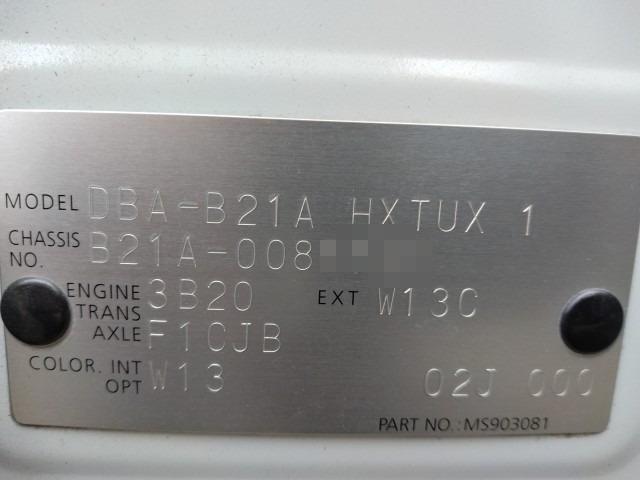 MODEL DBA-B21A HXTUX 1
CHASSIS NO. B21A-008
ENGINE 3B20 EXT W13C
TRANS AXLE F1CJB
COLOR. INT OPT W13 02J 000
PART NO.: MS903081